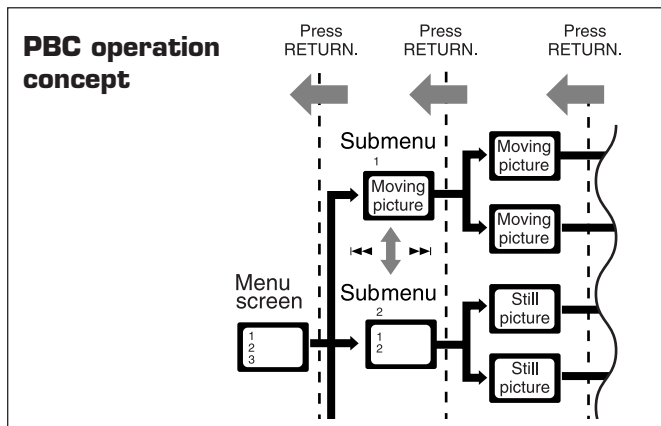 PBC operation
concept
Press
RETURN.
Press
RETURN.
Press
RETURN.
Submenu
1
Moving
picture
Moving
picture
Moving
picture
Menu
screen
1
2
3
Submenu
2
1
2
Still
picture
Still
picture